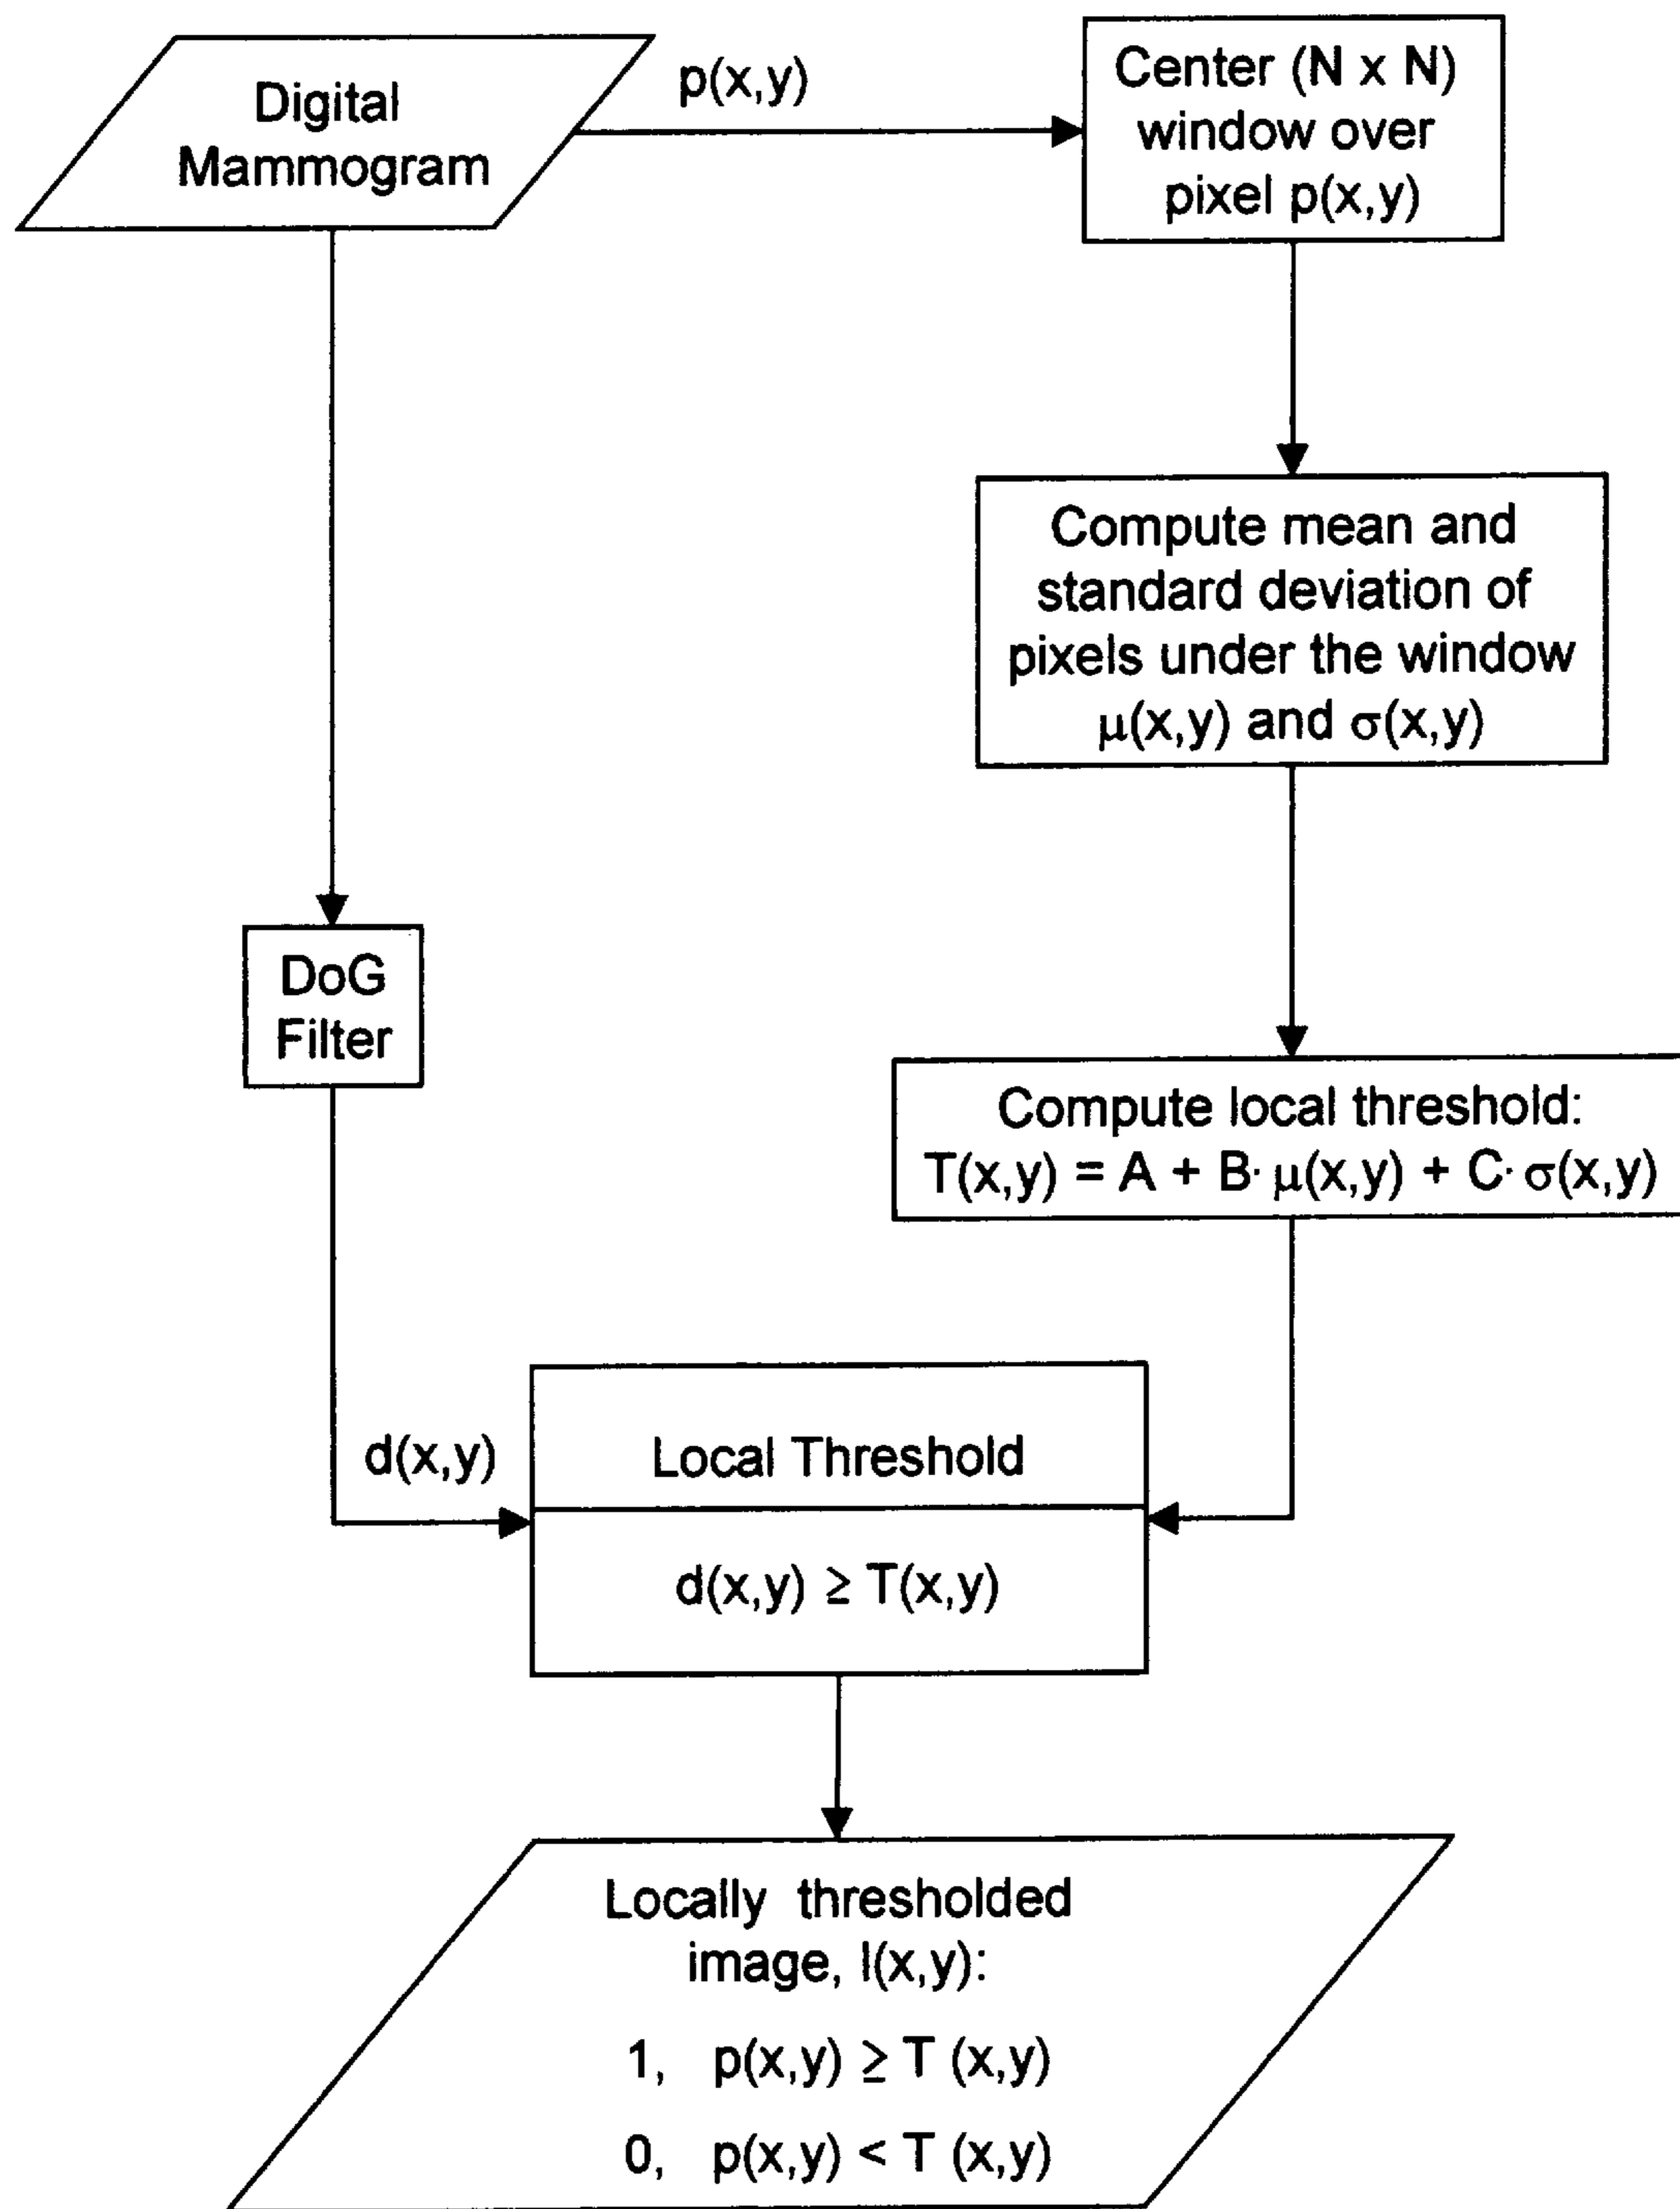 Digital
Mammogram
p(x,y)
Center (N x N)
window over
pixel p(x,y)
Compute mean and
standard deviation of
pixels under the window
μ(x,y) and σ(x,y)
DoG
Filter
Compute local threshold:
T(x,y) = A + B· μ(x,y) + C· σ(x,y)
d(x,y)
Local Threshold
d(x,y) ≥ T(x,y)
Locally thresholded
image, I(x,y):
1, p(x,y) ≥ T (x,y)
0, p(x,y) < T (x,y)